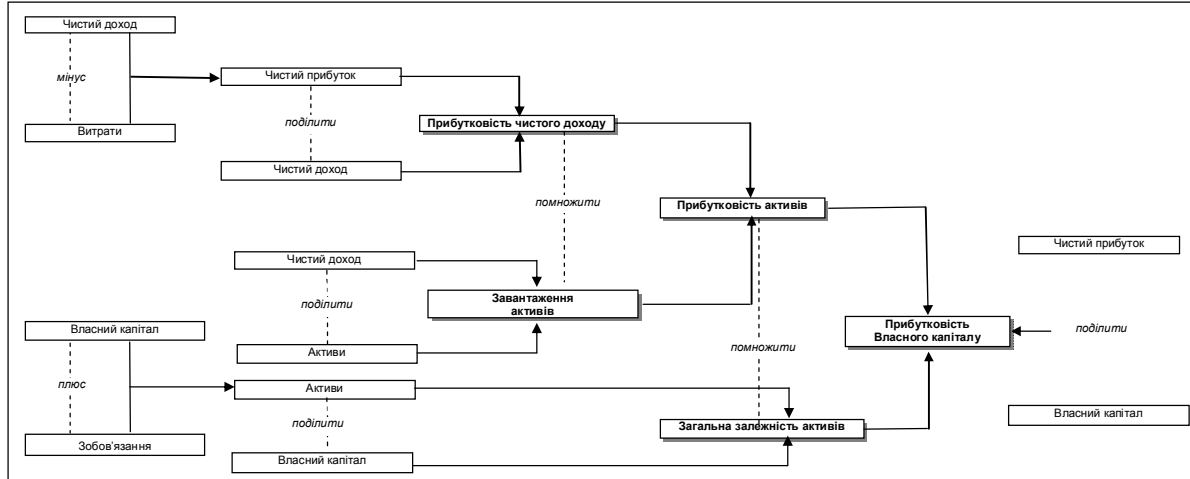 Чистий доход
мінус
Витрати
Чистий прибуток
поділити
Чистий доход
Прибутковість чистого доходу
помножити
Прибутковість активів
Чистий доход
поділити
Активи
Завантаження
активів
Власний капітал
плюс
Зобов'язання
Активи
поділити
Власний капітал
помножити
Загальна залежність активів
Прибутковість
Власного капіталу
Чистий прибуток
поділити
Власний капітал